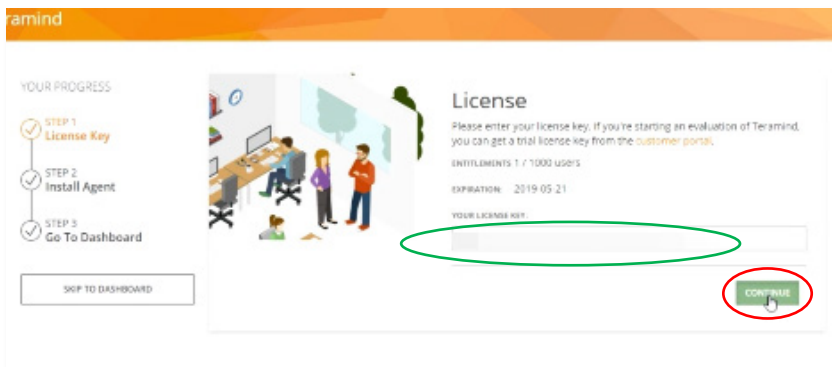 ramind
YOUR PROGRESS
STEP 1
License Key
STEP 2
Install Agent
STEP 3
Go To Dashboard
SKIP TO DASHBOARD
License
Please enter your license key. If you're starting an evaluation of Teramind,
you can get a trial license key from the customer portal.
ENTITLEMENTS 1 / 1000 users
EXPIRATION: 2019-05-21
YOUR LICENSE KEY
CONTINUE